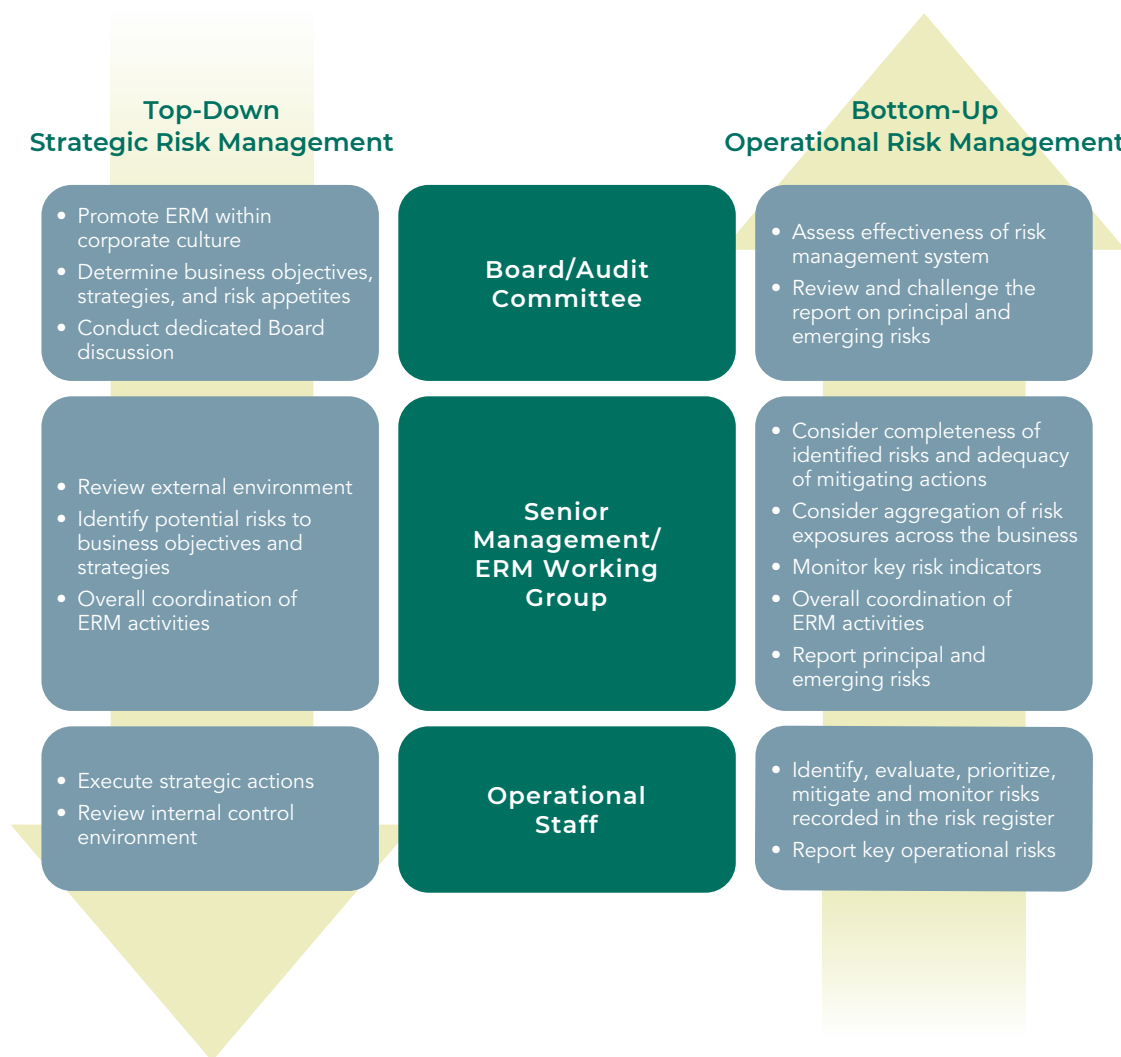 Top-Down
Strategic Risk Management
Bottom-Up
Operational Risk Management
• Promote ERM within
corporate culture
• Determine business objectives,
strategies, and risk appetites
• Conduct dedicated Board
discussion
Board/Audit
Committee
• Assess effectiveness of risk
management system
• Review and challenge the
report on principal and
emerging risks
• Review external environment
• Identify potential risks to
business objectives and
strategies
• Overall coordination of
ERM activities
Senior
Management/
ERM Working
Group
• Consider completeness of
identified risks and adequacy
of mitigating actions
• Consider aggregation of risk
exposures across the business
• Monitor key risk indicators
• Overall coordination of
ERM activities
• Report principal and
emerging risks
• Execute strategic actions
• Review internal control
environment
Operational
Staff
• Identify, evaluate, prioritize,
mitigate and monitor risks
recorded in the risk register
• Report key operational risks